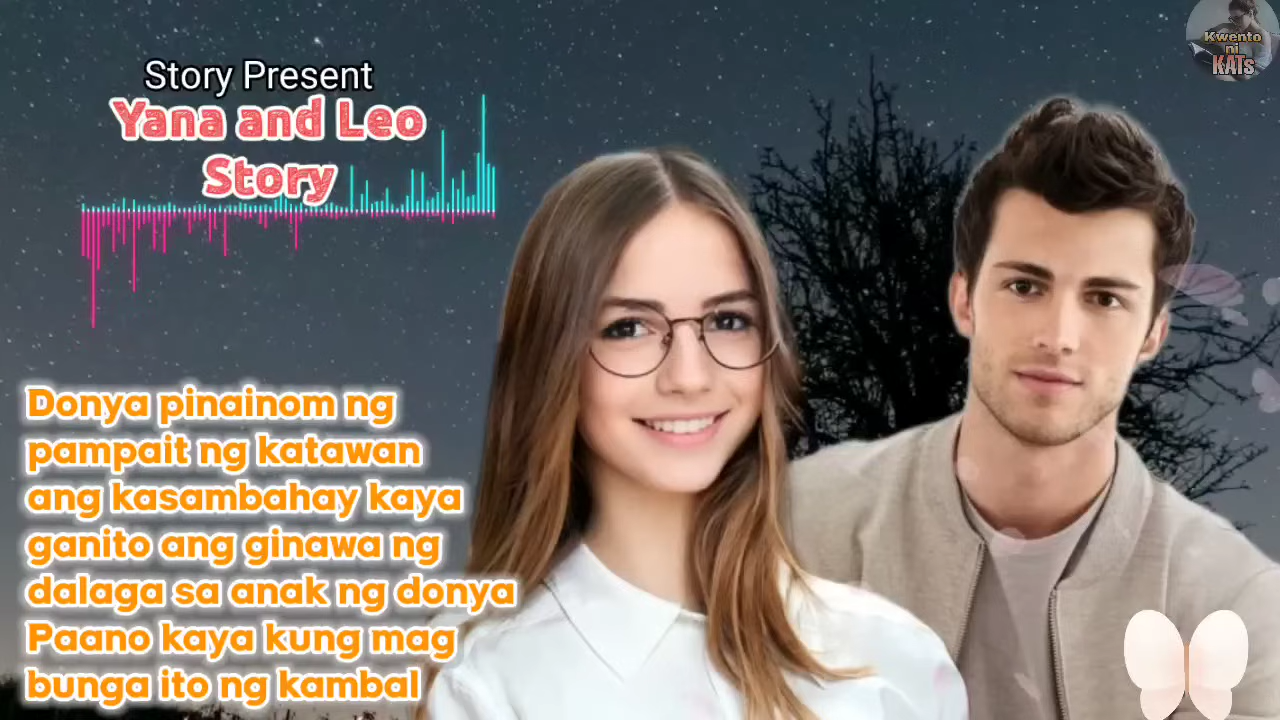 Kwento
ni
KATs
Story Present
Yana and Leo
Story
Donya pinainom ng
pampait ng katawan
ang kasambahay kaya
ganito ang ginawa ng
dalaga sa anak ng donya
Paano kaya kung mag
bunga ito ng kambal